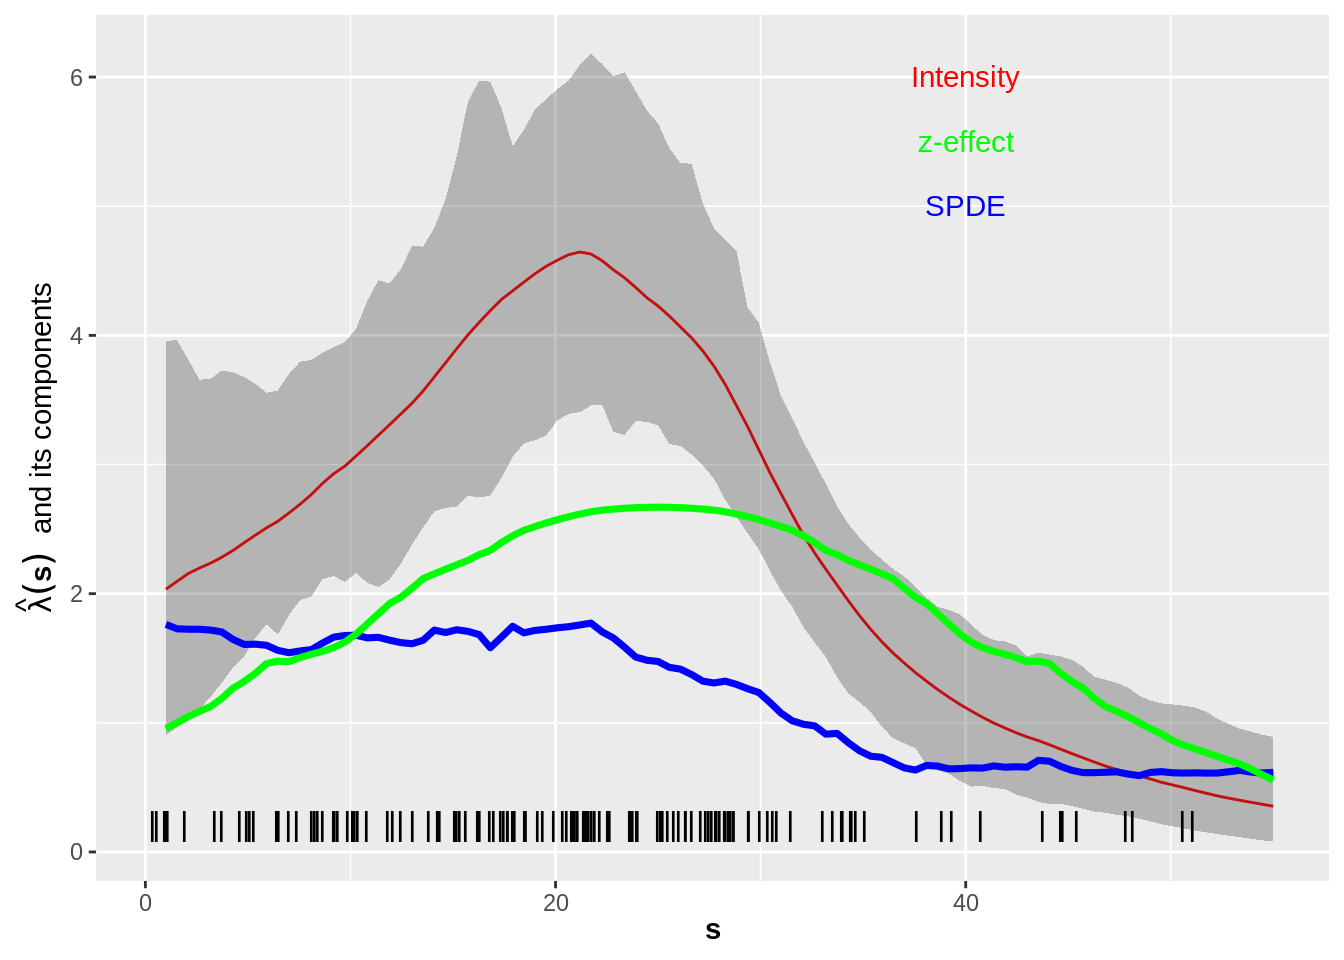 Intensity
z-effect
SPDE
6
4
2
0
λ̂(s) and its components
0 20 40
s